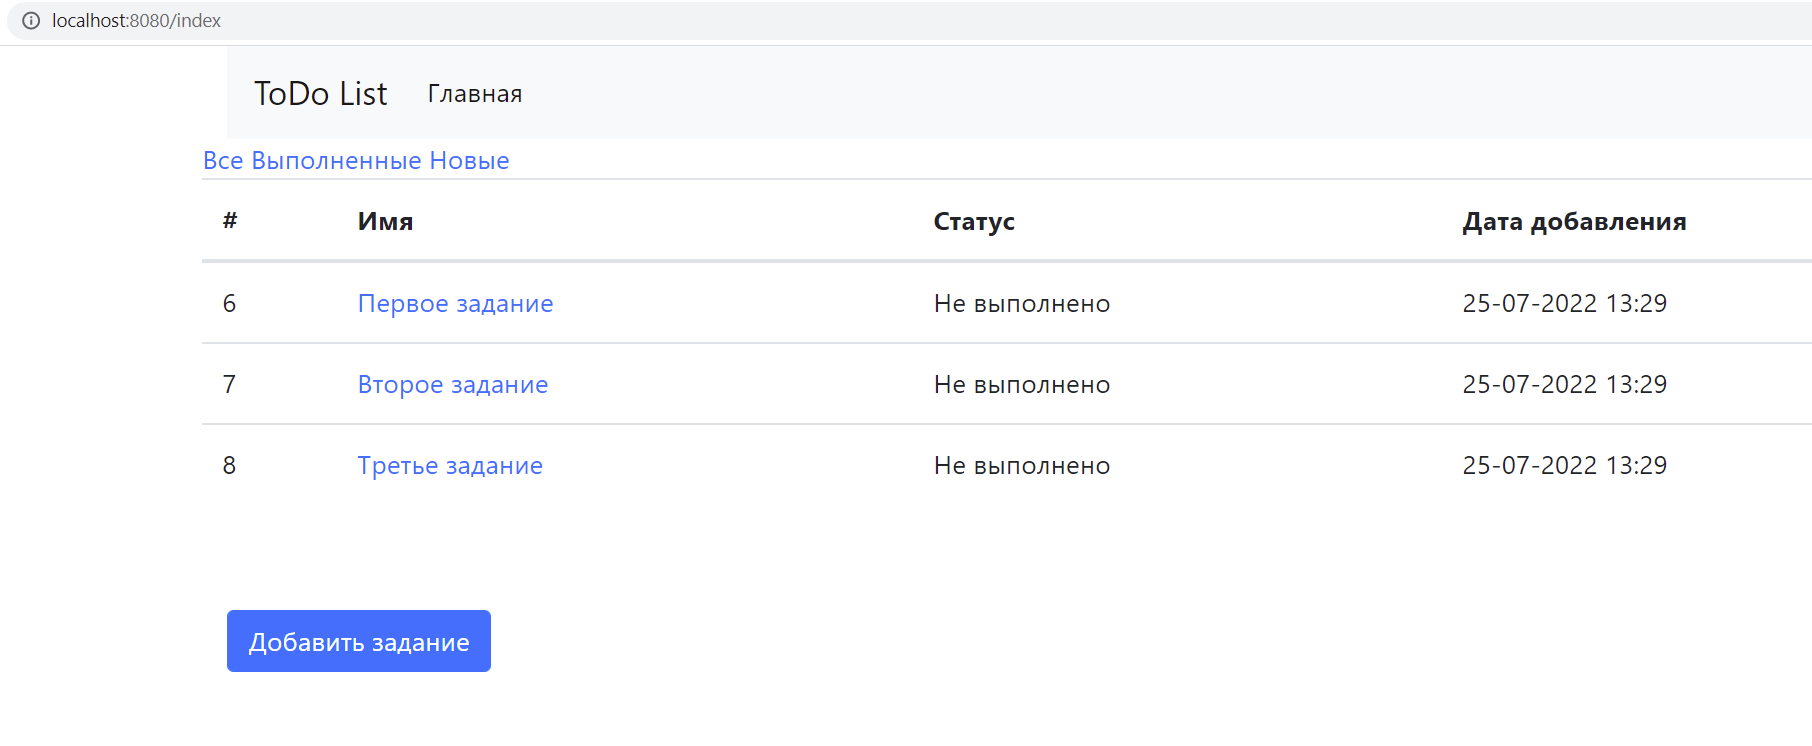 localhost:8080/index
ToDo List Главная
Все Выполненные Новые
# Имя Статус Дата добавления
6 Первое задание Не выполнено 25-07-2022 13:29
7 Второе задание Не выполнено 25-07-2022 13:29
8 Третье задание Не выполнено 25-07-2022 13:29
Добавить задание